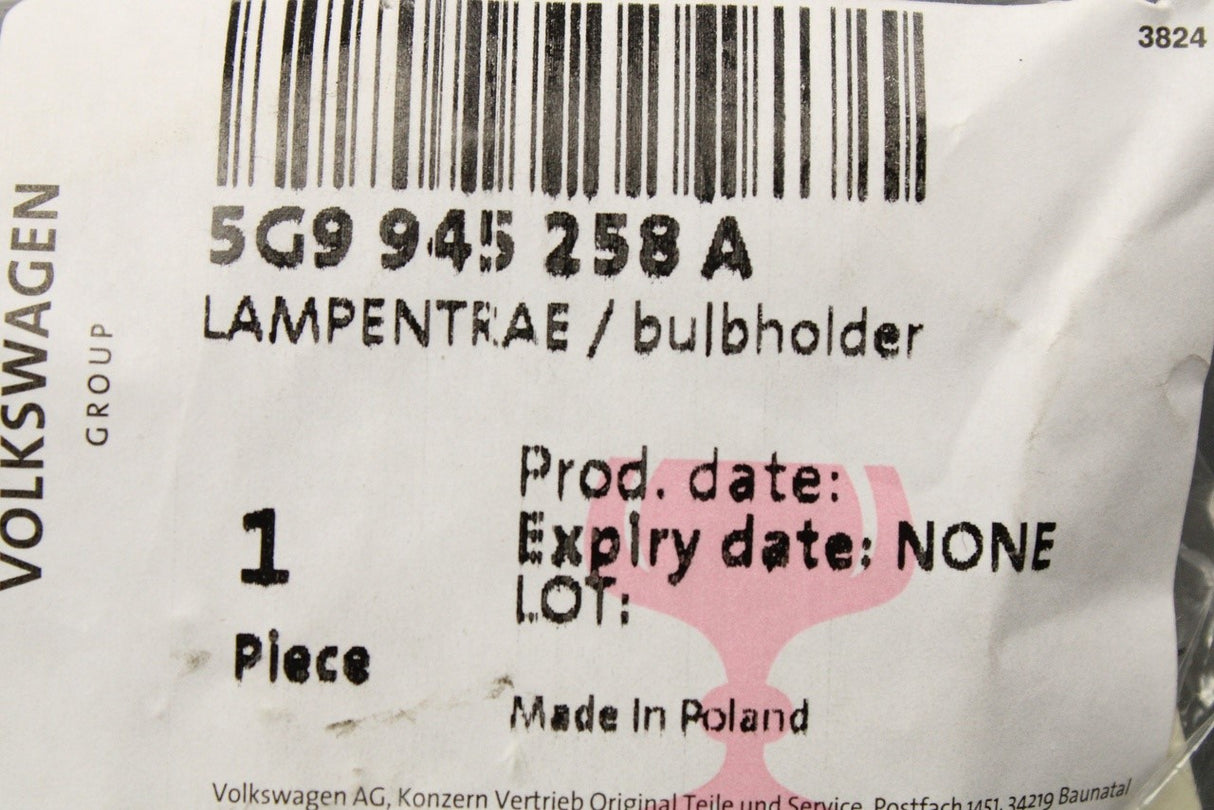 3824
5G9 945 258 A
LAMPENTRAE / bulbholder
VOLKSWAGEN
GROUP
Prod. date:
Expiry date: NONE
LOT:
1
Piece
Made In Poland
Volkswagen AG, Konzern Vertrieb Original Teile und Service, Postfach 1451, 34219 Baunatal